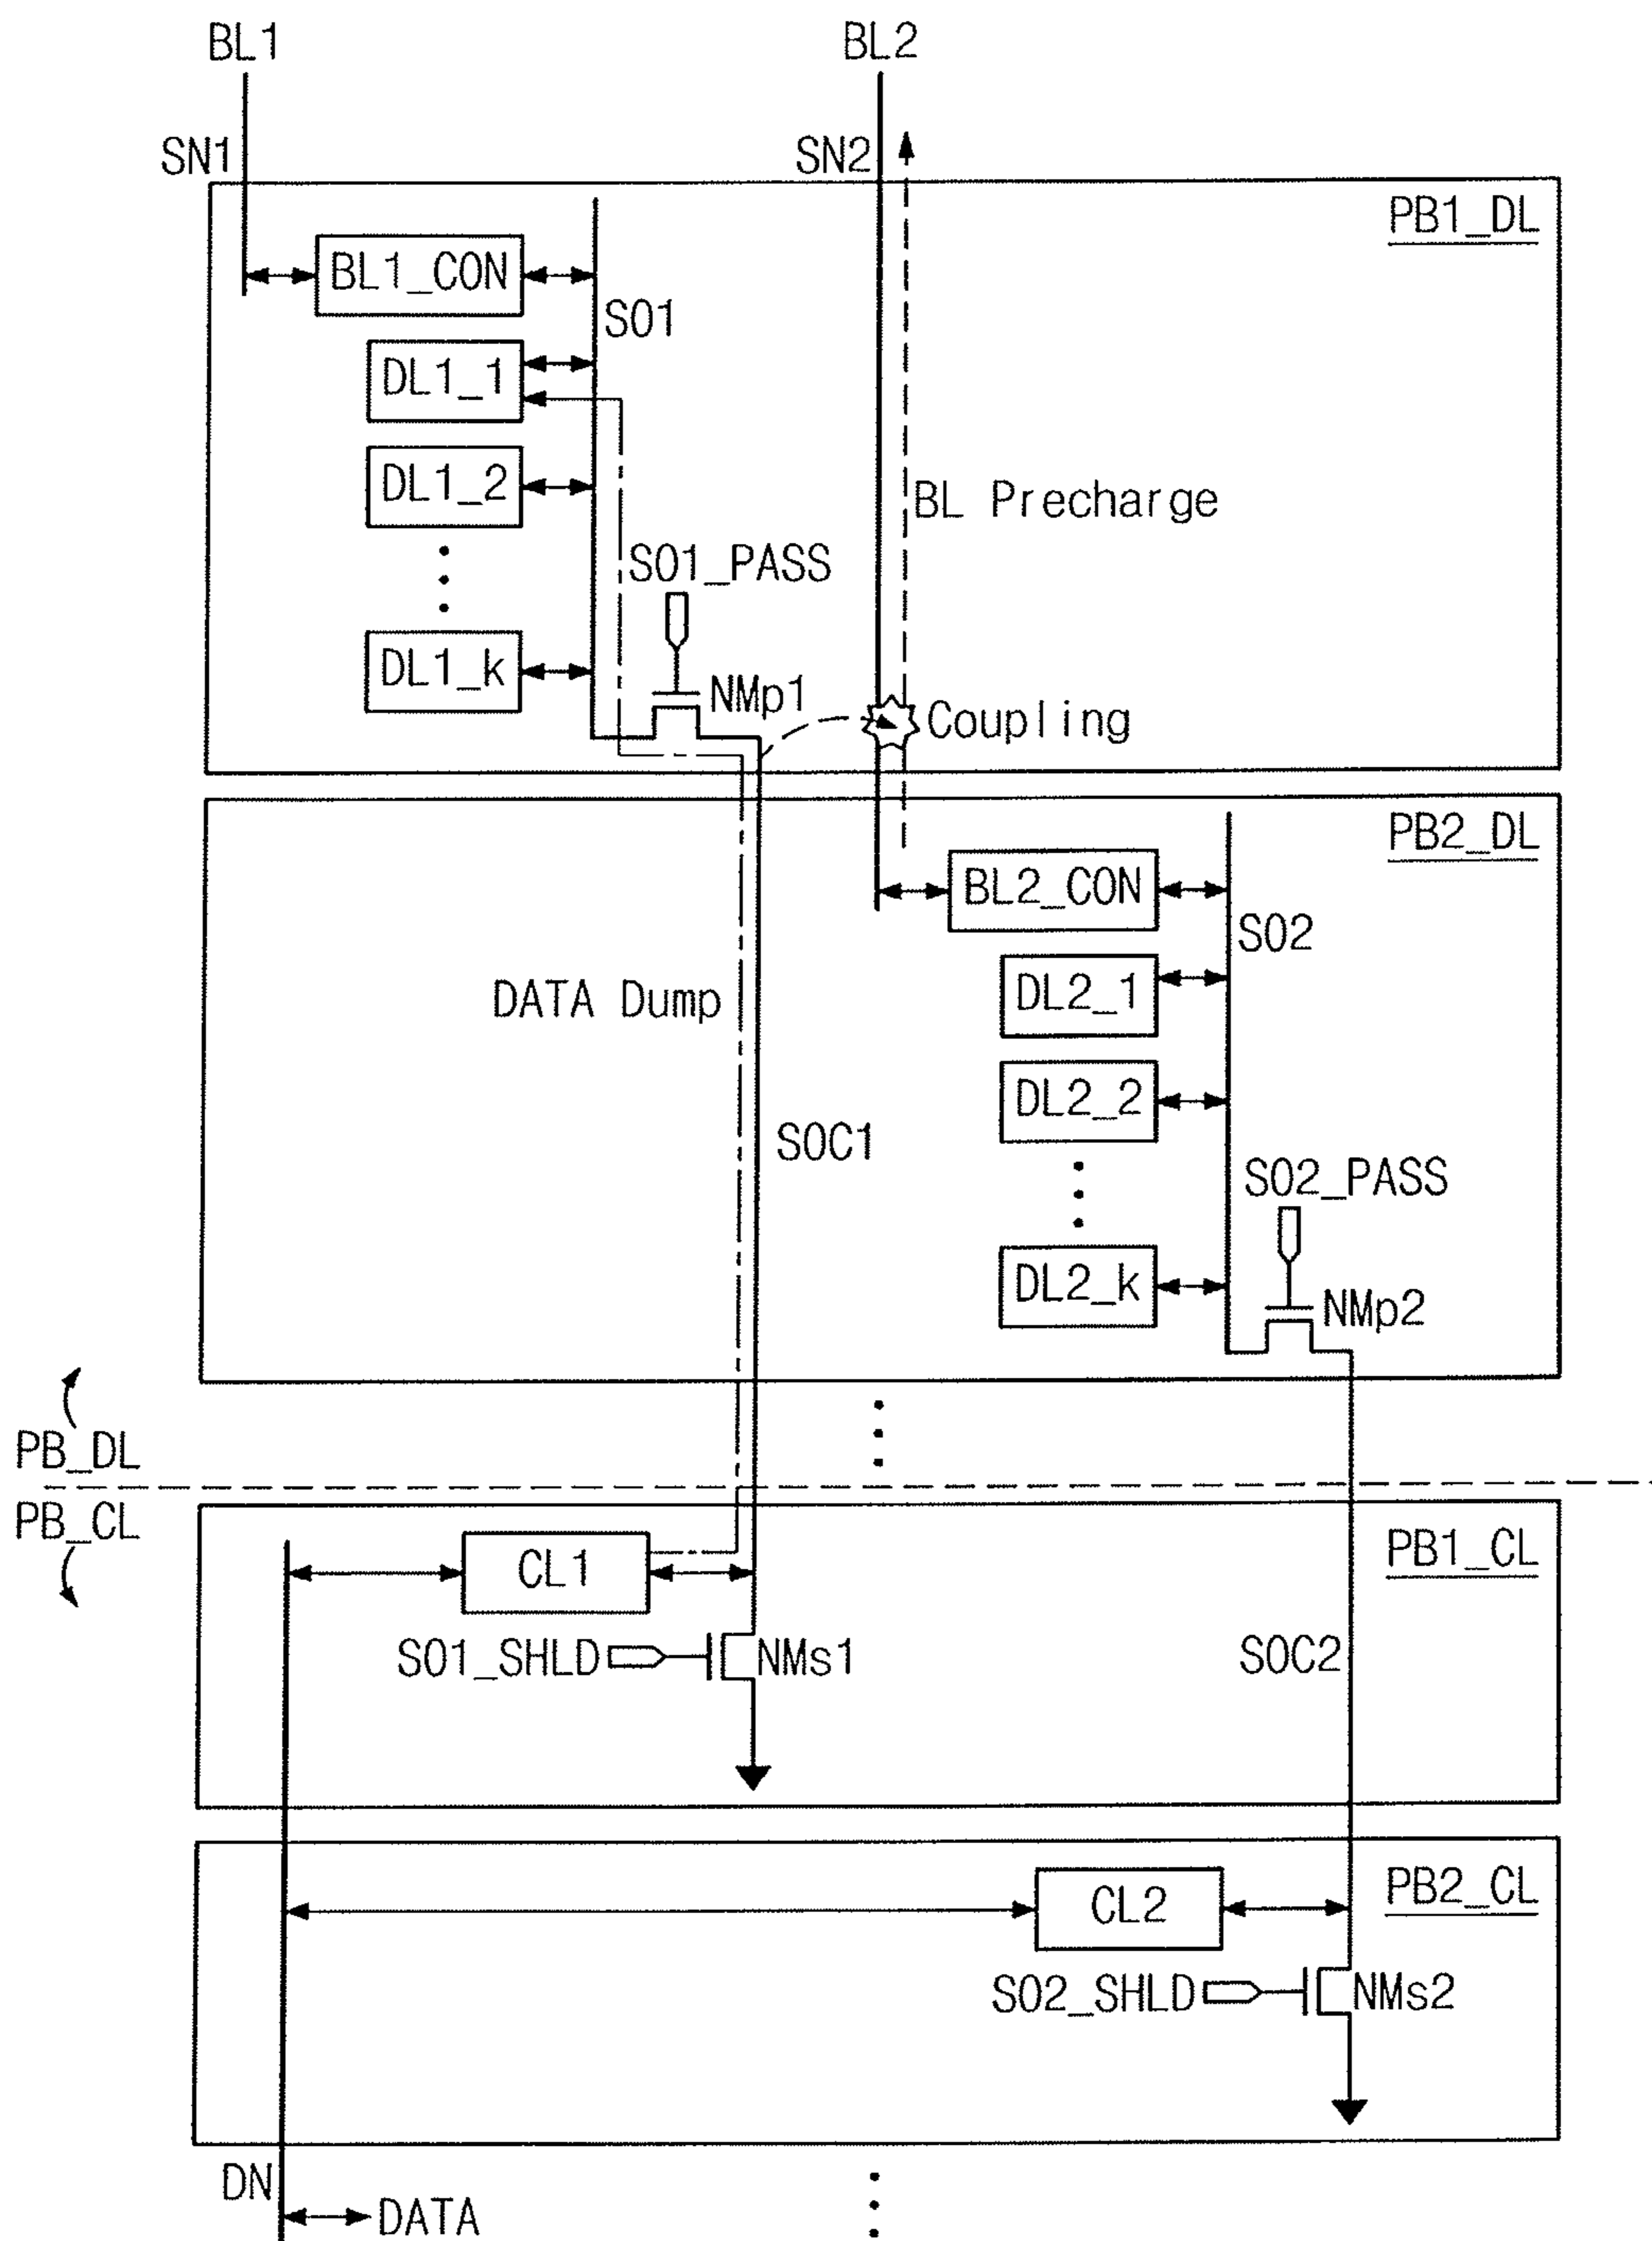 BL1
BL2
SN1
SN2
PB1_DL
BL1_CON
SO1
DL1_1
DL1_2
BL Precharge
SO1_PASS
DL1_k
NMp1
Coupling
PB2_DL
BL2_CON
SO2
DL2_1
DATA Dump
DL2_2
SOC1
SO2_PASS
DL2_k
NMp2
PB_DL
PB_CL
CL1
PB1_CL
SO1_SHLD
NMs1
SOC2
CL2
PB2_CL
SO2_SHLD
NMs2
DN
DATA